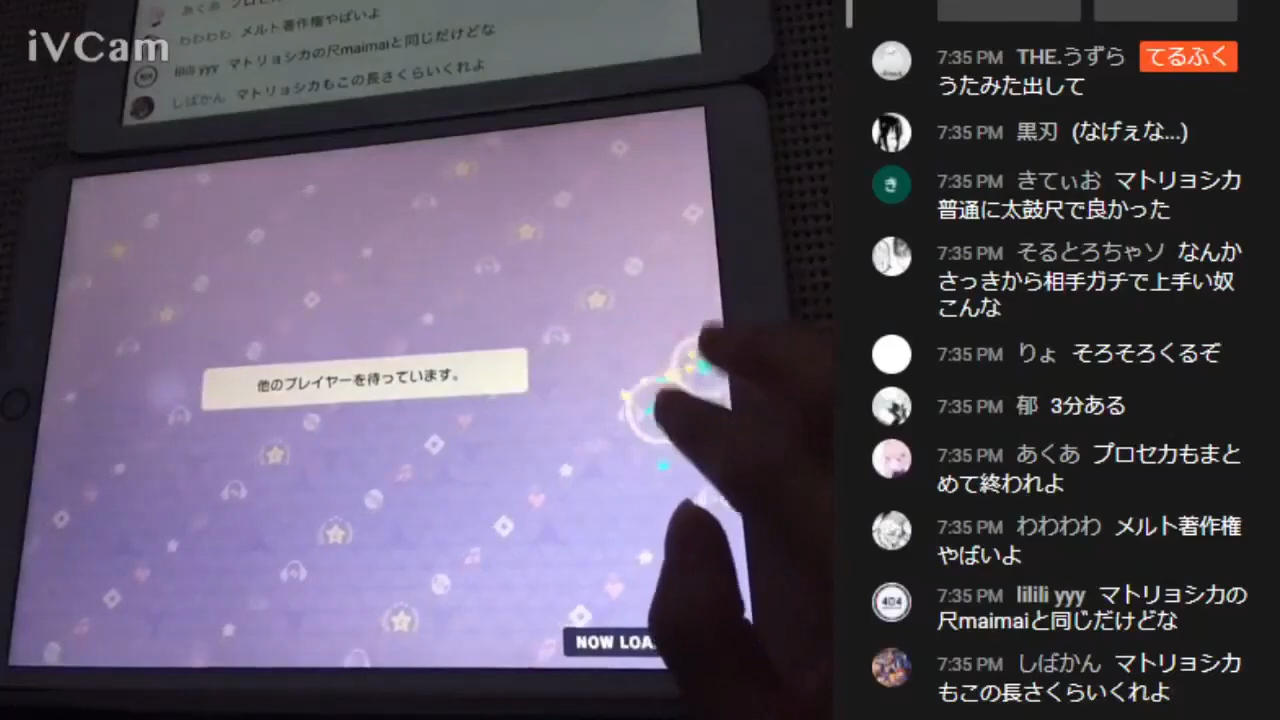 iVCam
わわわわ メルト著作権やばいよ
lilili yyy マトリョシカの尺maimaiと同じだけどな
しばかん マトリョシカもこの長さくらいくれよ
他のプレイヤーを待っています。
NOW LOA
7:35 PM THE.うずら てるふく
うたみた出して
7:35 PM 黒刃 (なげぇな...)
き
7:35 PM きてぃお マトリョシカ
普通に太鼓尺で良かった
7:35 PM そるとろちゃソ なんか
さっきから相手ガチで上手い奴
こんな
7:35 PM りょ そろそろくるぞ
7:35 PM 郁 3分ある
7:35 PM あくあ プロセカもまと
めて終われよ
7:35 PM わわわわ メルト著作権
やばいよ
404
7:35 PM lilili yyy マトリョシカの
尺maimaiと同じだけどな
7:35 PM しばかん マトリョシカ
もこの長さくらいくれよ